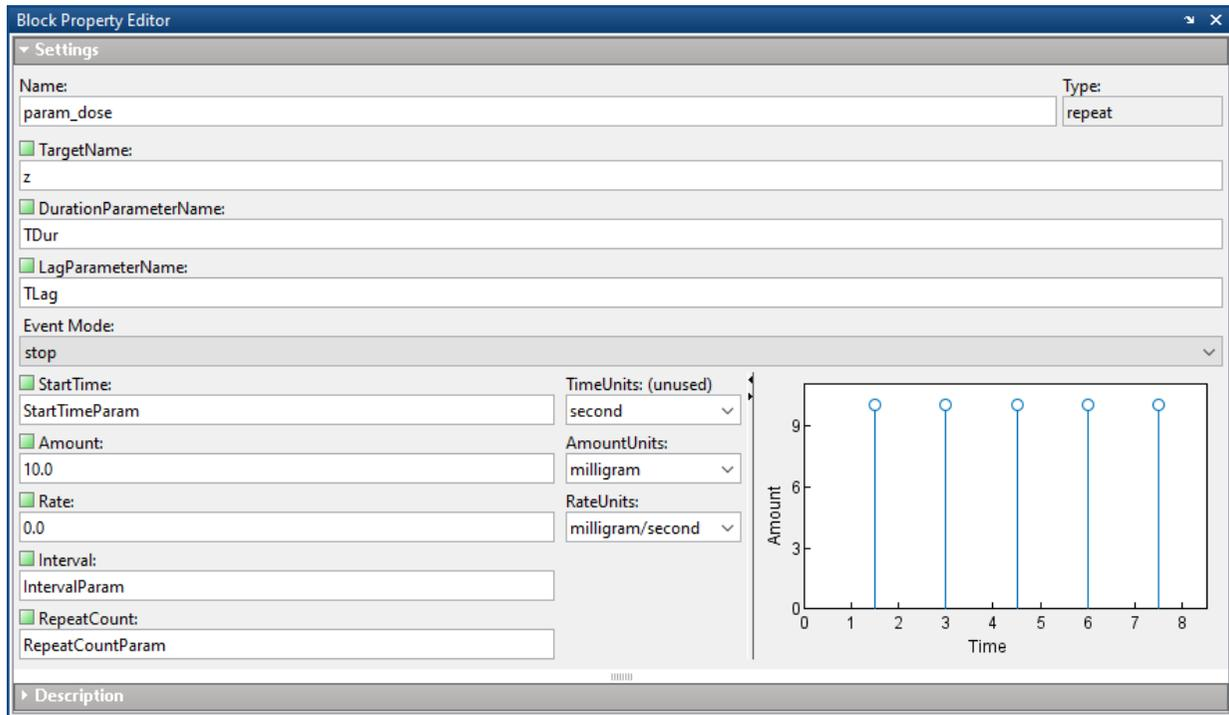 Block Property Editor
Settings
Name: Type:
param_dose repeat
TargetName:
z
DurationParameterName:
TDur
LagParameterName:
TLag
Event Mode:
stop
StartTime: TimeUnits: (unused)
StartTimeParam second
Amount: AmountUnits:
10.0 milligram
Rate: RateUnits:
0.0 milligram/second
Interval:
IntervalParam
RepeatCount:
RepeatCountParam
9
6
3
0
Amount
0 1 2 3 4 5 6 7 8
Time
Description